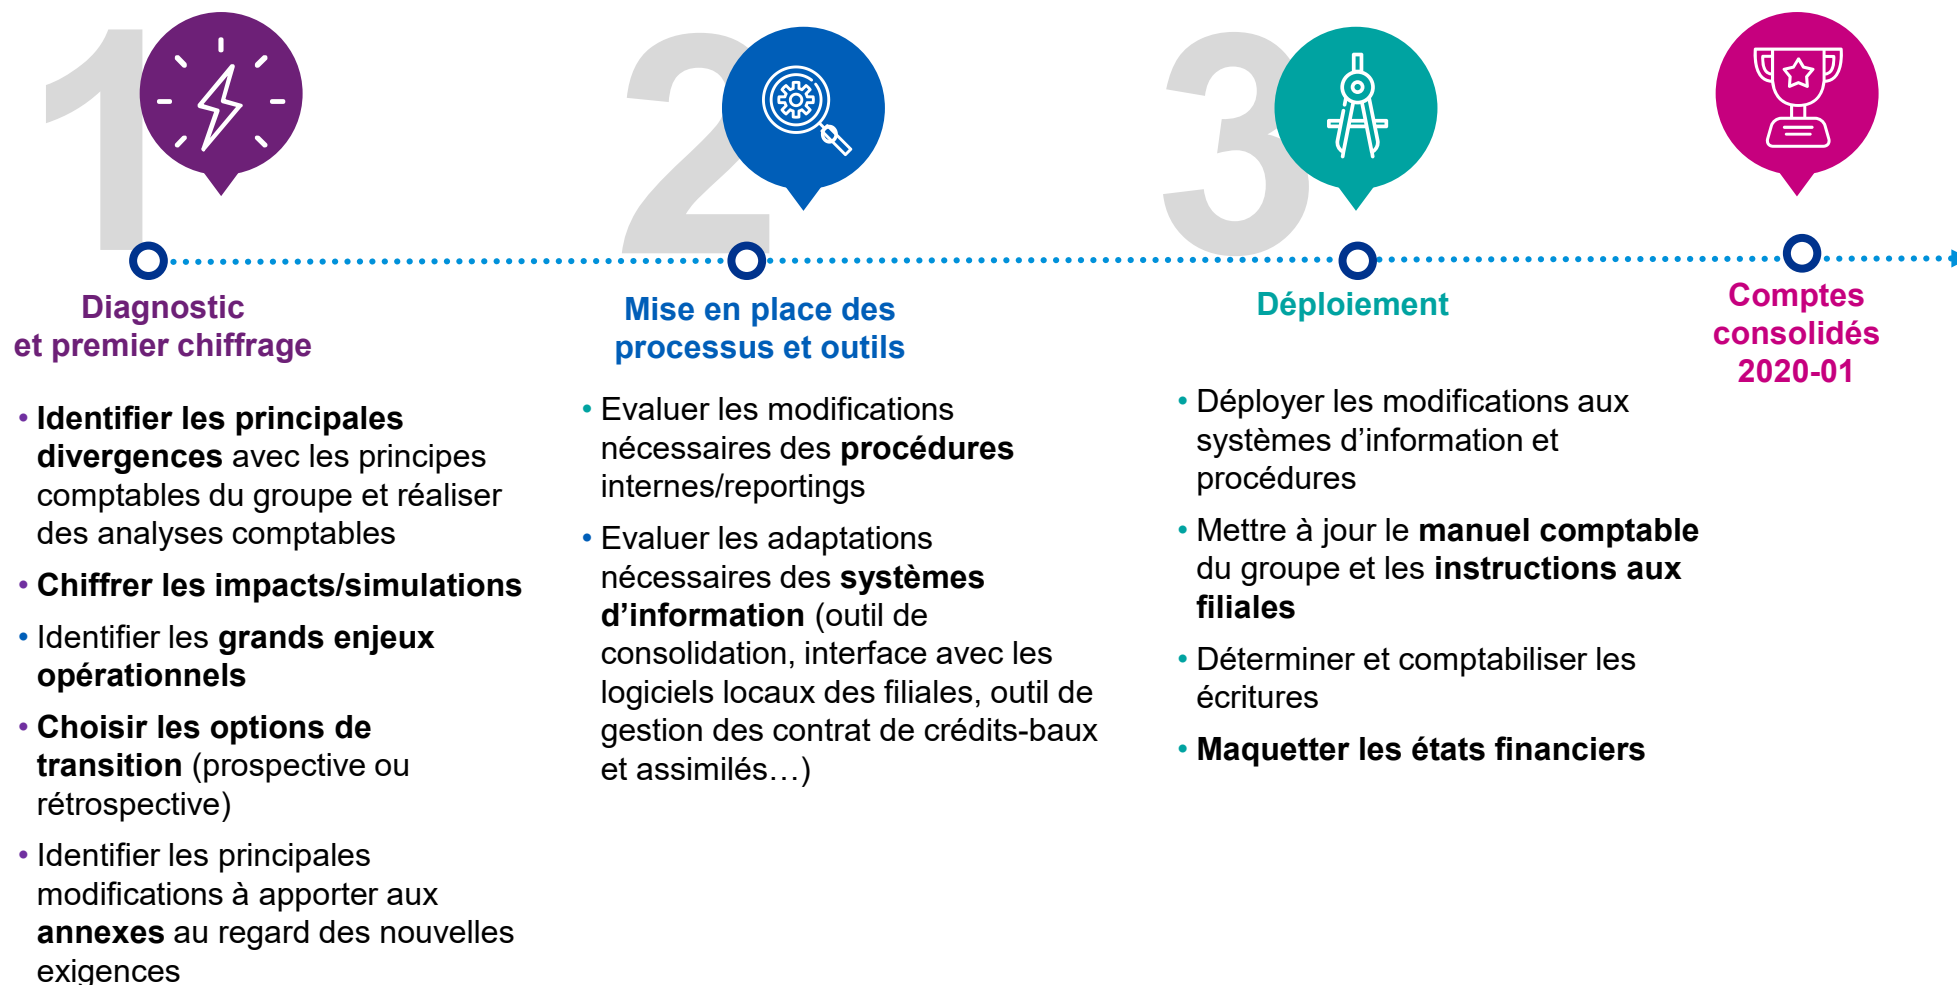 1
2
3
Diagnostic
et premier chiffrage
• Identifier les principales
divergences avec les principes
comptables du groupe et réaliser
des analyses comptables
• Chiffrer les impacts/simulations
• Identifier les grands enjeux
opérationnels
• Choisir les options de
transition (prospective ou
rétrospective)
• Identifier les principales
modifications à apporter aux
annexes au regard des nouvelles
exigences
Mise en place des
processus et outils
• Evaluer les modifications
nécessaires des procédures
internes/reportings
• Evaluer les adaptations
nécessaires des systèmes
d’information (outil de
consolidation, interface avec les
logiciels locaux des filiales, outil de
gestion des contrat de crédits-baux
et assimilés…)
Déploiement
• Déployer les modifications aux
systèmes d’information et
procédures
• Mettre à jour le manuel comptable
du groupe et les instructions aux
filiales
• Déterminer et comptabiliser les
écritures
• Maquetter les états financiers
Comptes
consolidés
2020-01